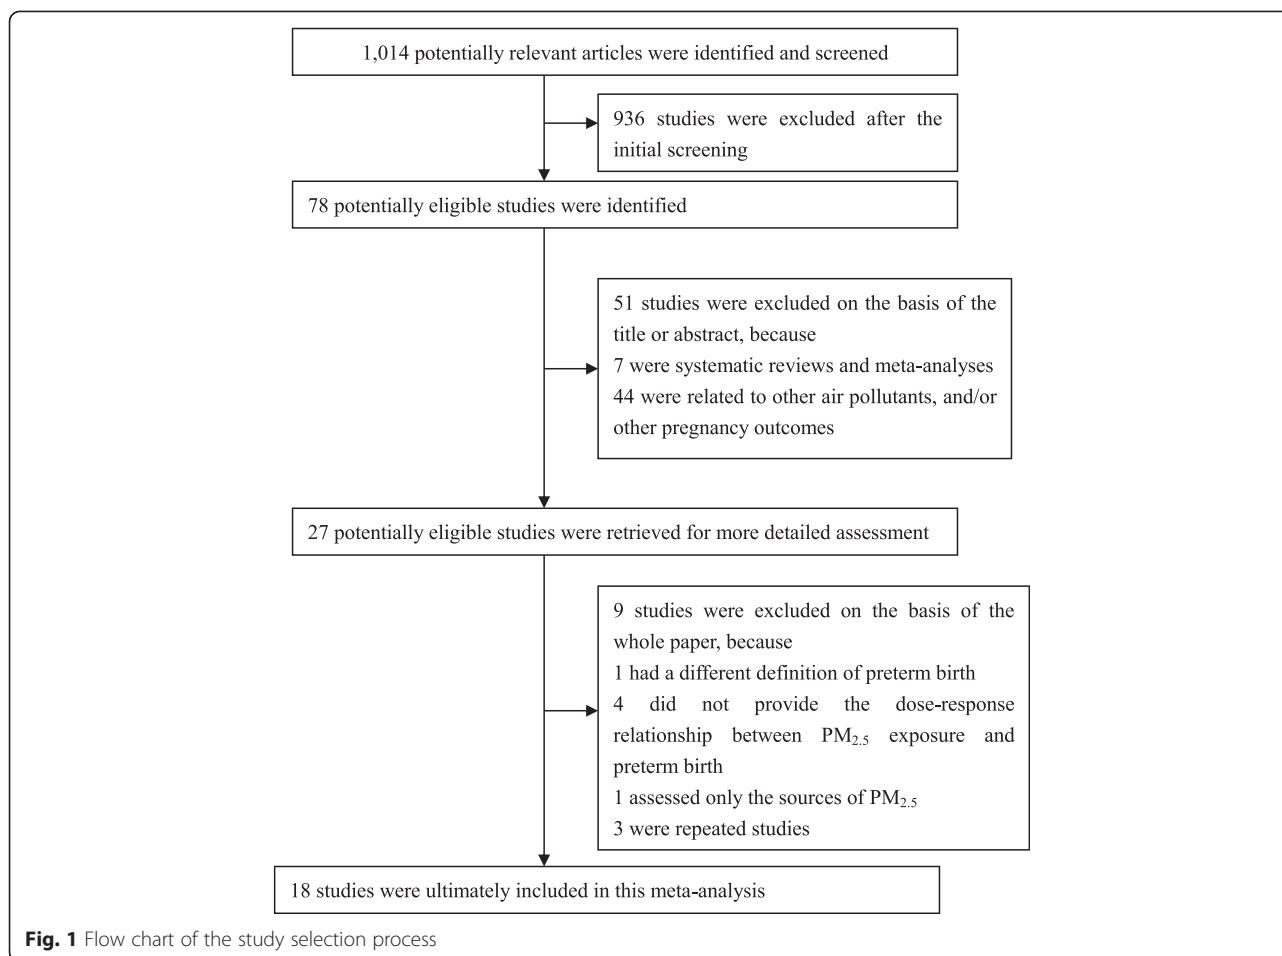 1,014 potentially relevant articles were identified and screened
936 studies were excluded after the
initial screening
78 potentially eligible studies were identified
51 studies were excluded on the basis of the
title or abstract, because
7 were systematic reviews and meta-analyses
44 were related to other air pollutants, and/or
other pregnancy outcomes
27 potentially eligible studies were retrieved for more detailed assessment
9 studies were excluded on the basis of the
whole paper, because
1 had a different definition of preterm birth
4 did not provide the dose-response
relationship between PM2.5 exposure and
preterm birth
1 assessed only the sources of PM2.5
3 were repeated studies
18 studies were ultimately included in this meta-analysis
Fig. 1 Flow chart of the study selection process